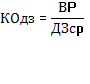 КОдз = ВР / ДЗср